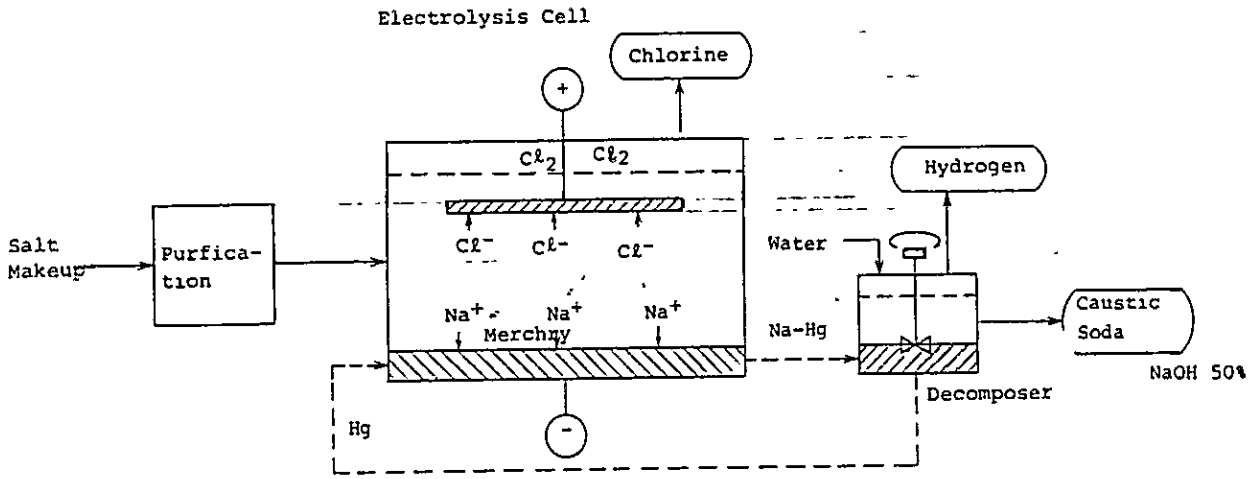 Electrolysis Cell
Chlorine
+
Cℓ2 Cℓ2
Hydrogen
Cℓ- Cℓ- Cℓ-
Salt
Makeup
Purfica-
tion
Water
Na+ Na+ Na+
Merchny
Na-Hg
Caustic
Soda
NaOH 50%
Decomposer
Hg
-